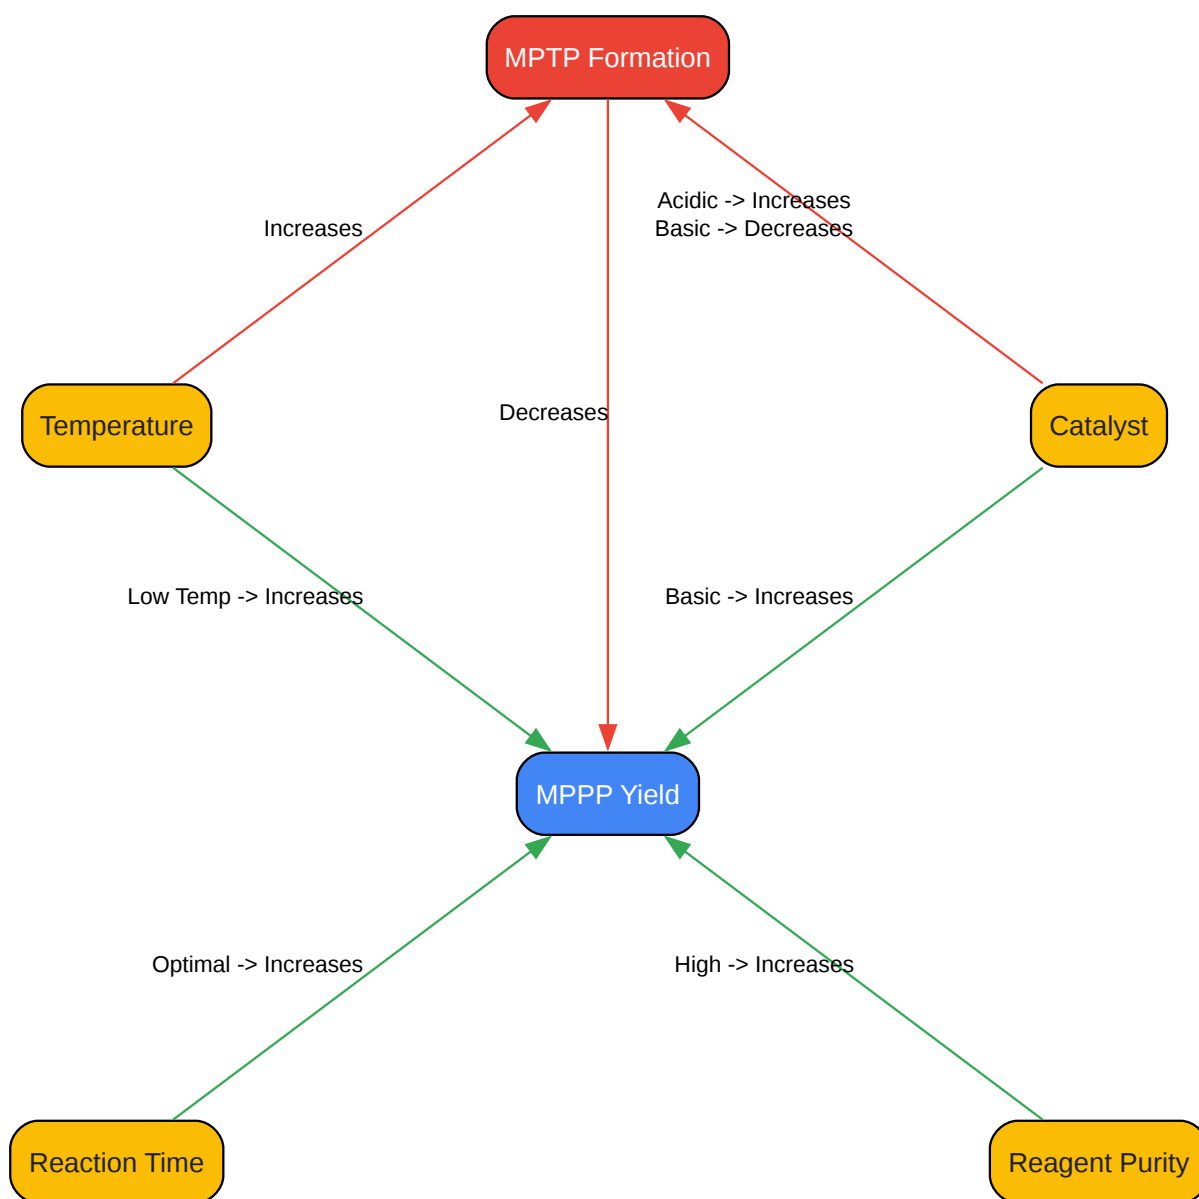 MPTP Formation
Acidic -> Increases
Basic -> Decreases
Increases
Decreases
Temperature
Catalyst
Low Temp -> Increases
Basic -> Increases
MPPP Yield
Optimal -> Increases
High -> Increases
Reaction Time
Reagent Purity